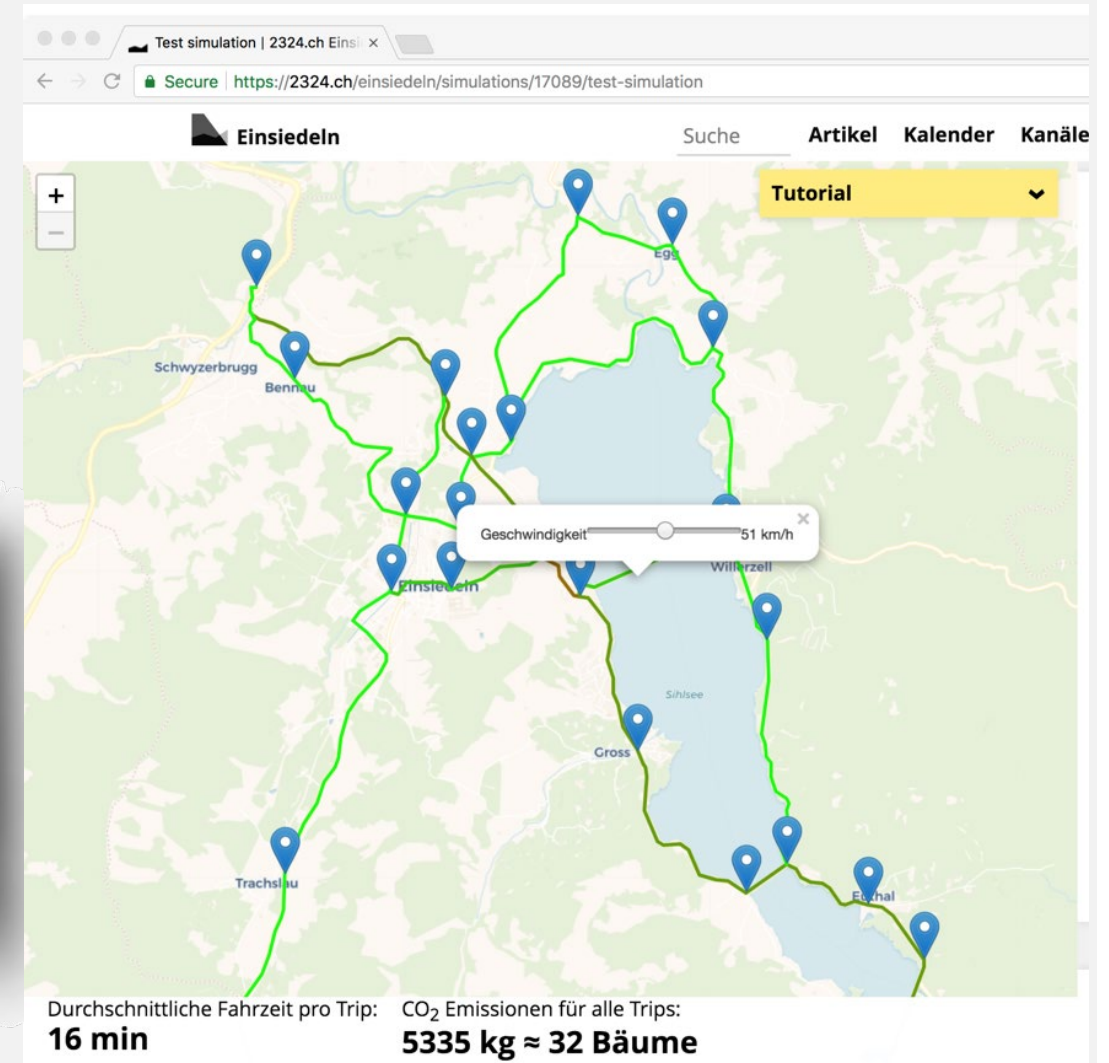 Test simulation | 2324.ch Einsi
Secure | https://2324.ch/einsiedeln/simulations/17089/test-simulation
Einsiedeln
Suche Artikel Kalender Kanäle
+
−
Tutorial
Egg
Schwyzerbrugg
Bennau
Geschwindigkeit 51 km/h
Willerzell
Einsiedeln
Sihlsee
Gross
Trachslau
Euthal
Durchschnittliche Fahrzeit pro Trip: CO₂ Emissionen für alle Trips:
16 min 5335 kg ≈ 32 Bäume